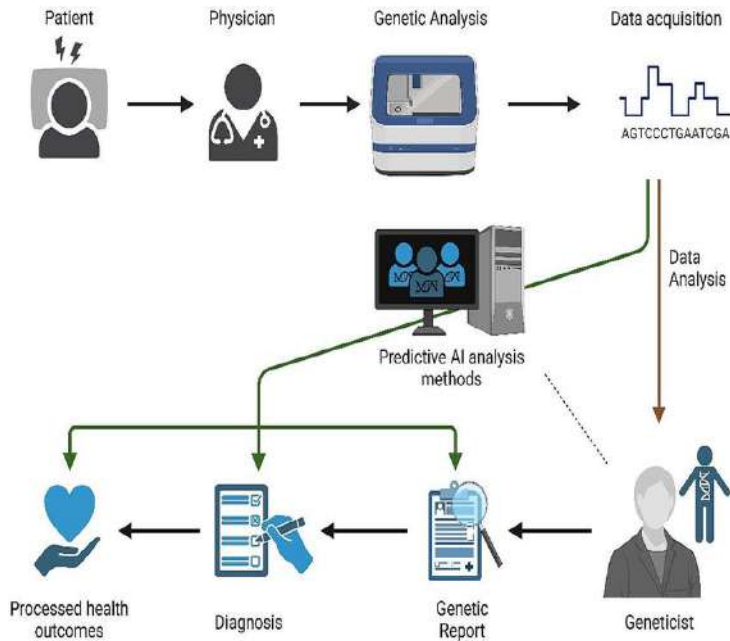 Patient
Physician
Genetic Analysis
Data acquisition
AGTCCCTGAATCGA
Data
Analysis
Predictive AI analysis
methods
Processed health
outcomes
Diagnosis
Genetic
Report
Geneticist